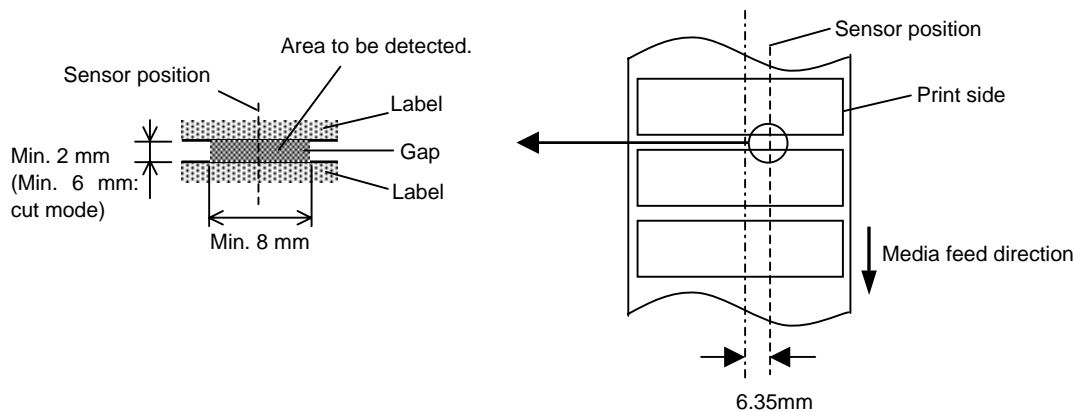 Area to be detected.
Sensor position
Label
Gap
Label
Min. 2 mm
(Min. 6 mm:
cut mode)
Min. 8 mm
Sensor position
Print side
Media feed direction
6.35mm